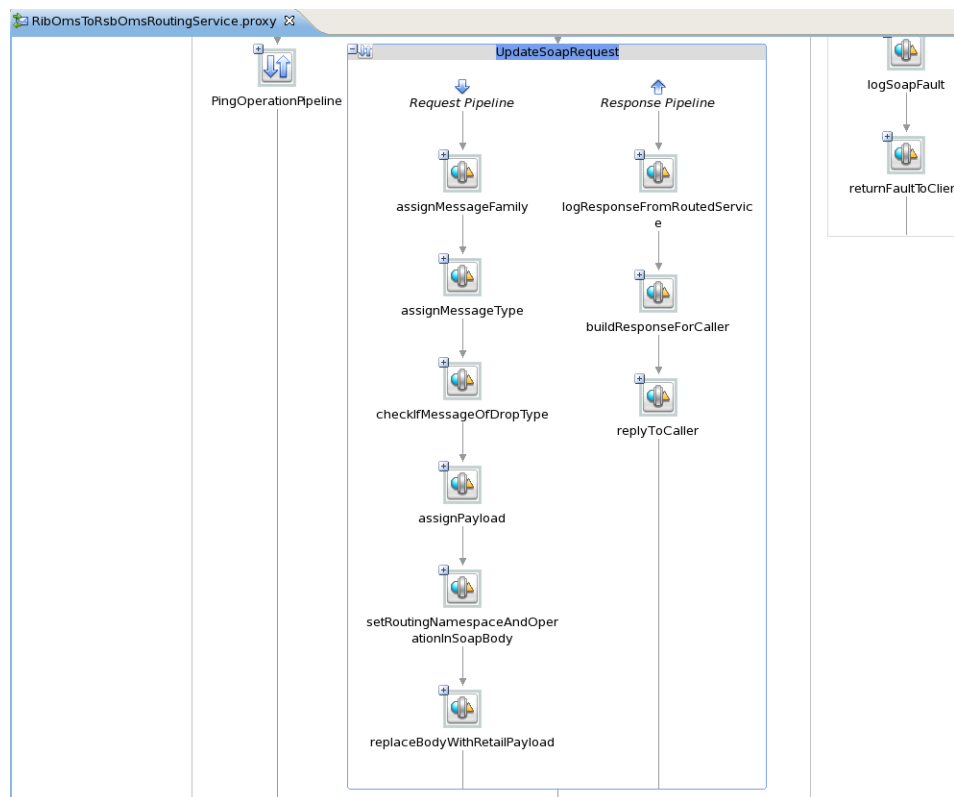 RibOmsToRsbOmsRoutingService.proxy
UpdateSoapRequest
PingOperationPipeline
Request Pipeline
assignMessageFamily
assignMessageType
checkIfMessageOfDropType
assignPayload
setRoutingNamespaceAndOper
ationInSoapBody
replaceBodyWithRetailPayload
Response Pipeline
logResponseFromRoutedServic
e
buildResponseForCaller
replyToCaller
logSoapFault
returnFaultToClien